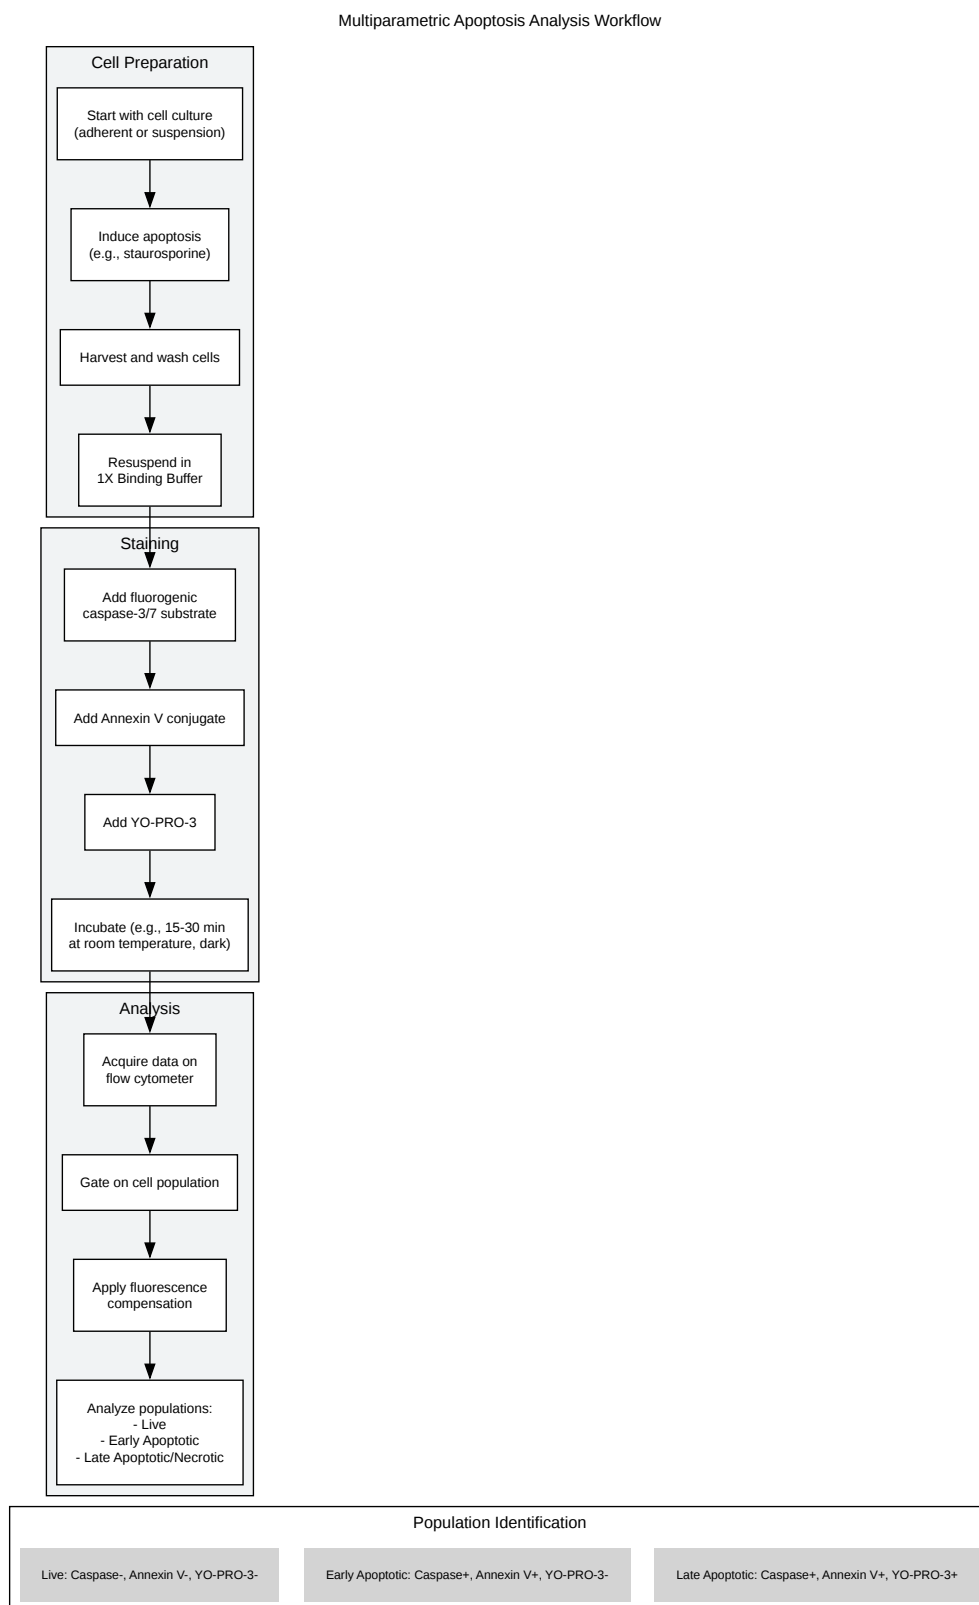 Multiparametric Apoptosis Analysis Workflow
Cell Preparation
Start with cell culture
(adherent or suspension)
Induce apoptosis
(e.g., staurosporine)
Harvest and wash cells
Resuspend in
1X Binding Buffer
Staining
Add fluorogenic
caspase-3/7 substrate
Add Annexin V conjugate
Add YO-PRO-3
Incubate (e.g., 15-30 min
at room temperature, dark)
Analysis
Acquire data on
flow cytometer
Gate on cell population
Apply fluorescence
compensation
Analyze populations:
- Live
- Early Apoptotic
- Late Apoptotic/Necrotic
Population Identification
Live: Caspase-, Annexin V-, YO-PRO-3-
Early Apoptotic: Caspase+, Annexin V+, YO-PRO-3-
Late Apoptotic: Caspase+, Annexin V+, YO-PRO-3+